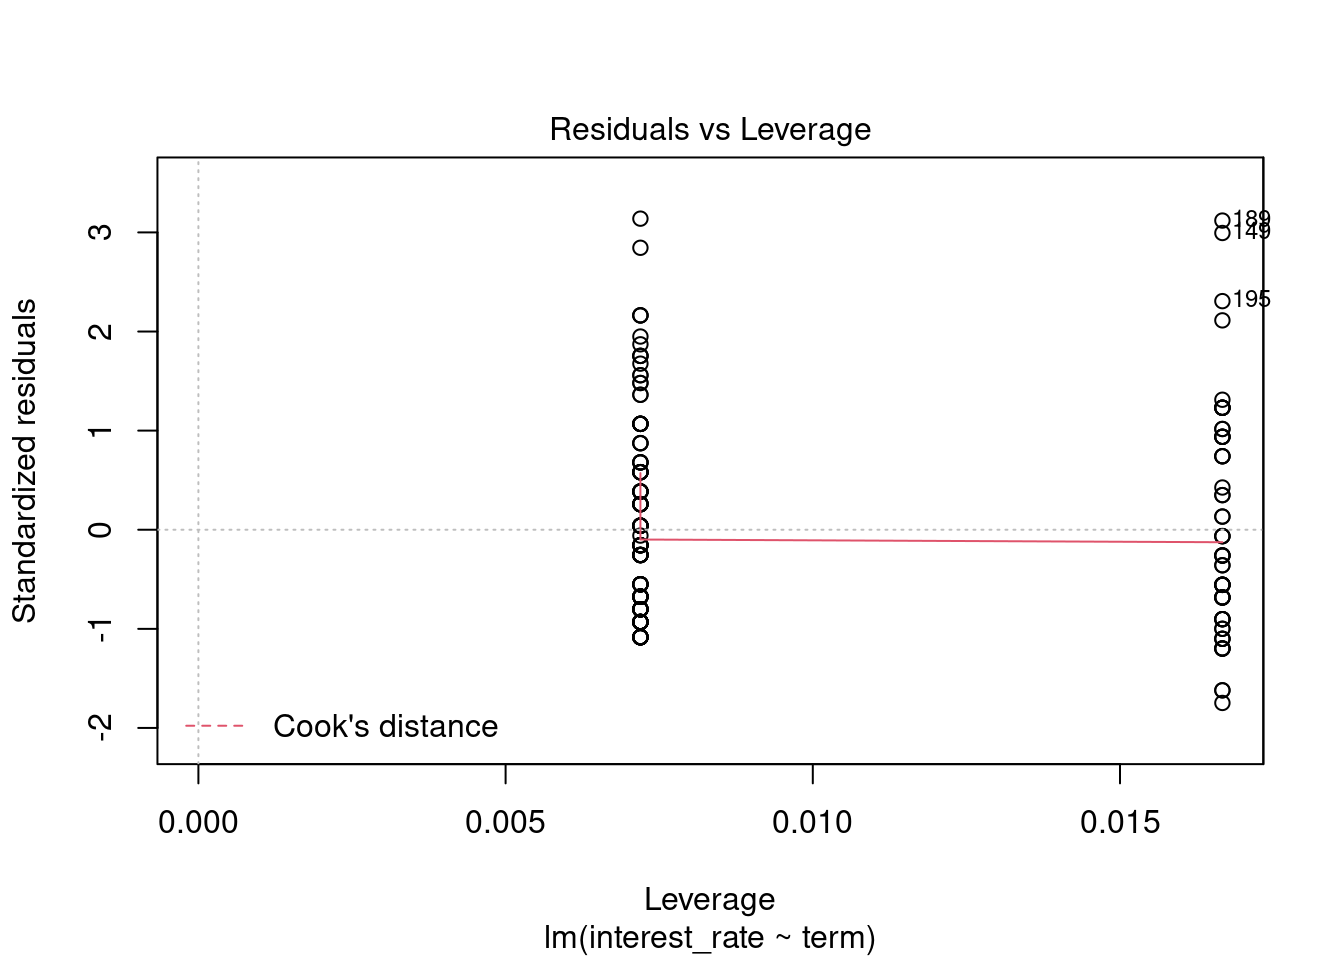 Residuals vs Leverage
3
2
1
0
-1
-2
Standardized residuals
189
149
195
Cook's distance
0.000 0.005 0.010 0.015
Leverage
lm(interest_rate ~ term)